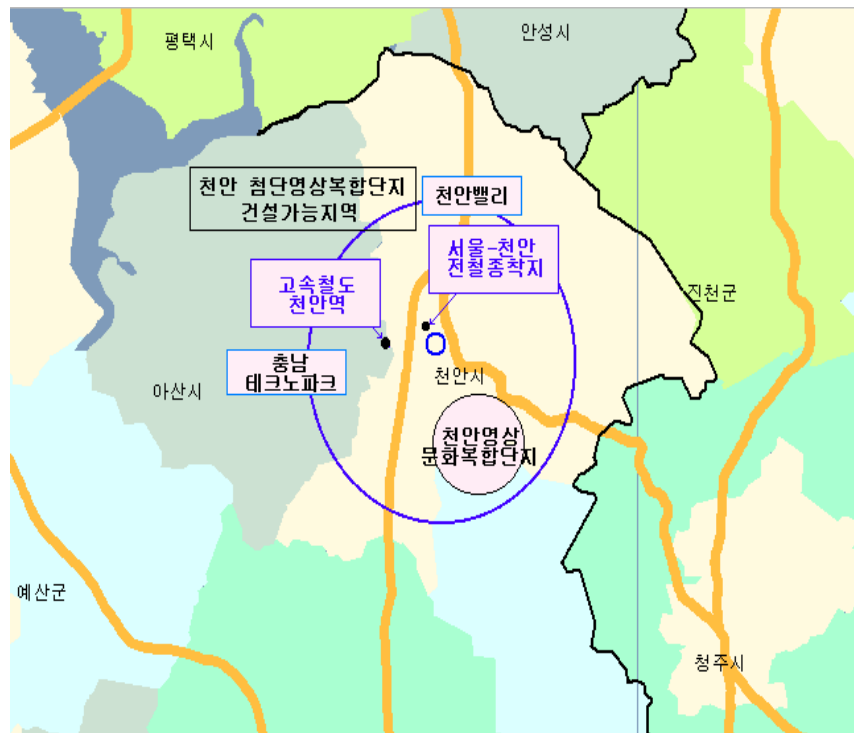 안성시
평택시
천안 첨단영상복합단지
건설가능지역
천안밸리
서울-천안
전철종착지
고속철도
천안역
진천군
충남
테크노파크
아산시
천안시
천안영상
문화복합단지
예산군
청주시